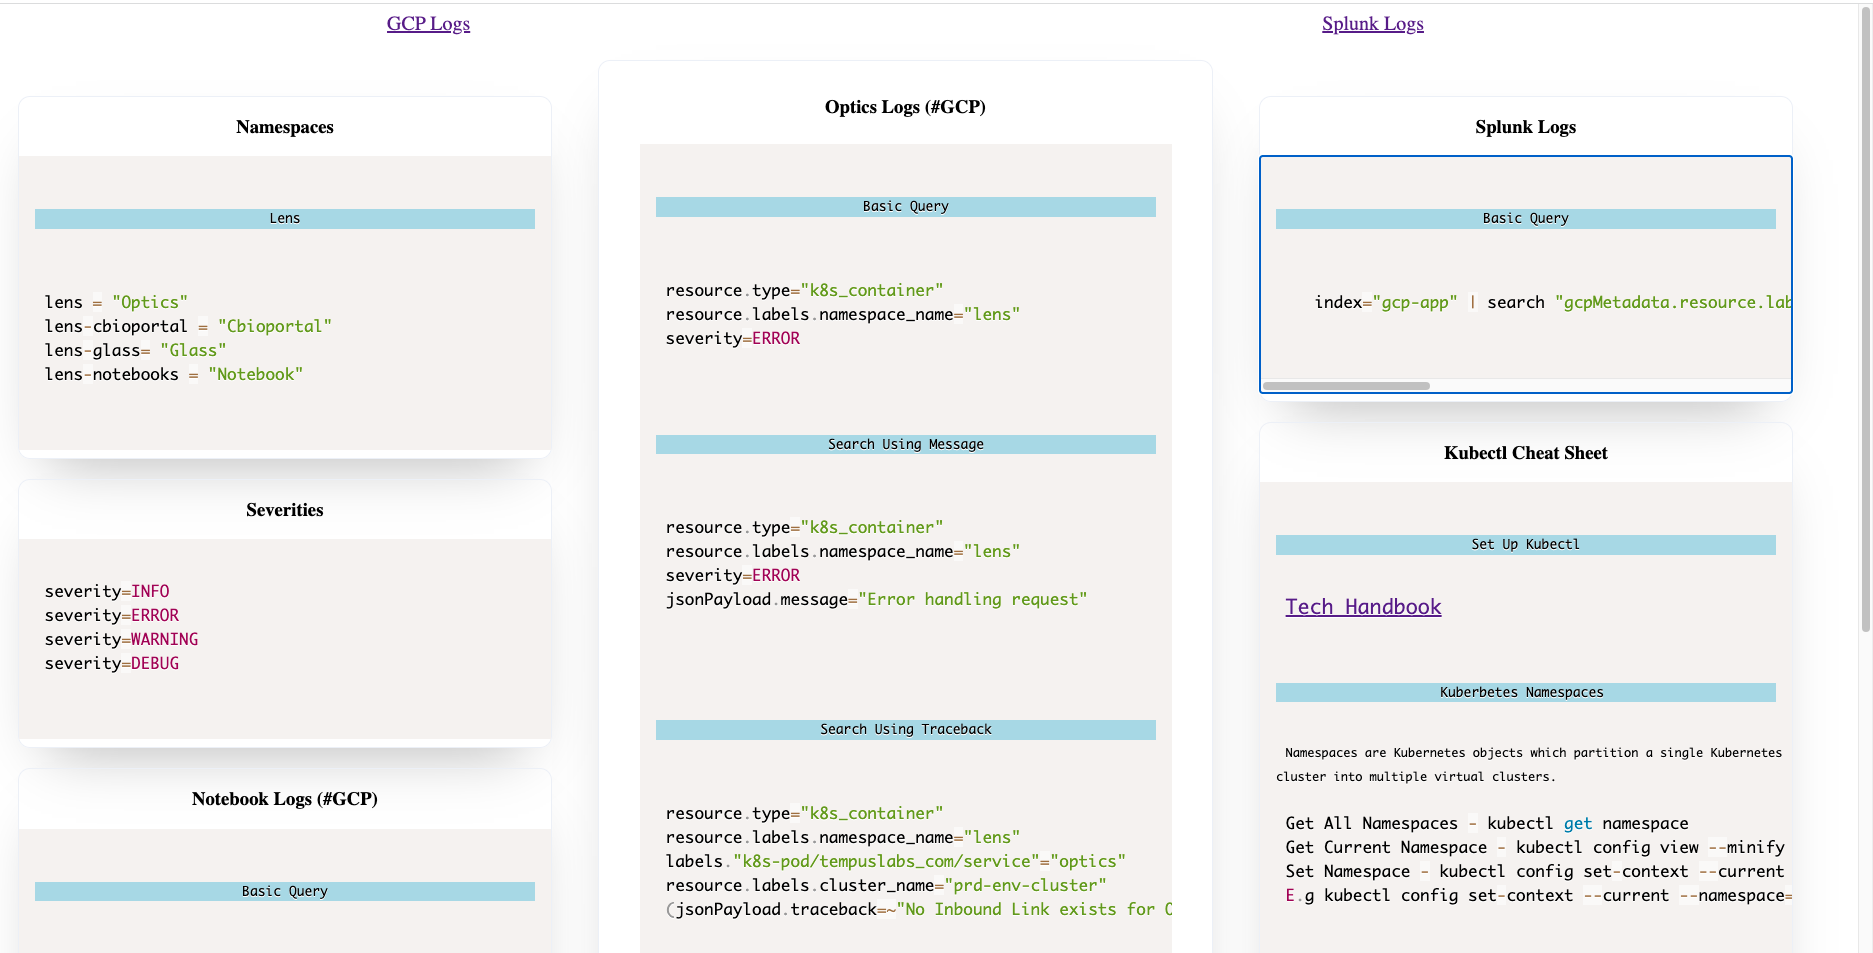 GCP Logs
Splunk Logs
Namespaces
Lens
lens = "Optics"
lens-cbioportal = "Cbioportal"
lens-glass= "Glass"
lens-notebooks = "Notebook"
Severities
severity=INFO
severity=ERROR
severity=WARNING
severity=DEBUG
Notebook Logs (#GCP)
Basic Query
Optics Logs (#GCP)
Basic Query
resource.type="k8s_container"
resource.labels.namespace_name="lens"
severity=ERROR
Search Using Message
resource.type="k8s_container"
resource.labels.namespace_name="lens"
severity=ERROR
jsonPayload.message="Error handling request"
Search Using Traceback
resource.type="k8s_container"
resource.labels.namespace_name="lens"
labels."k8s-pod/tempuslabs_com/service"="optics"
resource.labels.cluster_name="prd-env-cluster"
(jsonPayload.traceback=~"No Inbound Link exists for
Splunk Logs
Basic Query
index="gcp-app" | search "gcpMetadata.resource.lab
Kubectl Cheat Sheet
Set Up Kubectl
Tech Handbook
Kuberbetes Namespaces
Namespaces are Kubernetes objects which partition a single Kubernetes
cluster into multiple virtual clusters.
Get All Namespaces - kubectl get namespace
Get Current Namespace - kubectl config view --minify
Set Namespace - kubectl config set-context --current
E.g kubectl config set-context --current --namespace=